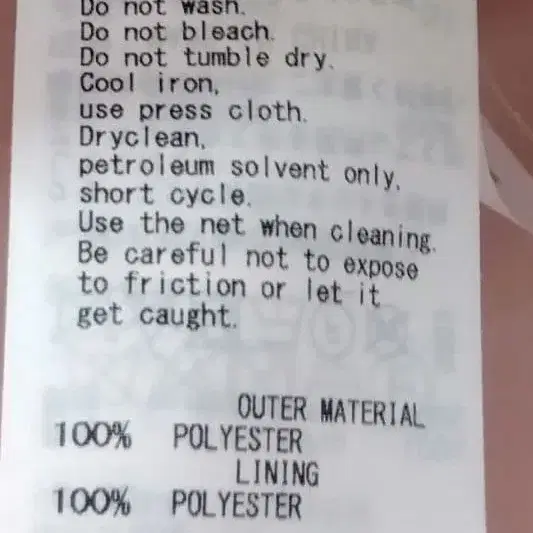 Do not wash.
Do not bleach.
Do not tumble dry.
Cool iron,
use press cloth.
Dryclean,
petroleum solvent only,
short cycle.
Use the net when cleaning.
Be careful not to expose
to friction or let it
get caught.
OUTER MATERIAL
100% POLYESTER
LINING
100% POLYESTER